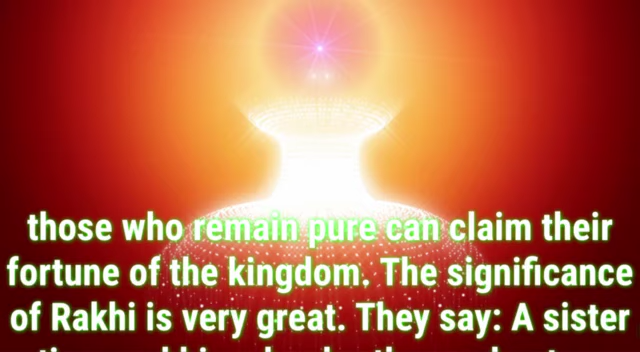 those who remain pure can claim their
fortune of the kingdom. The significance
of Rakhi is very great. They say: A sister